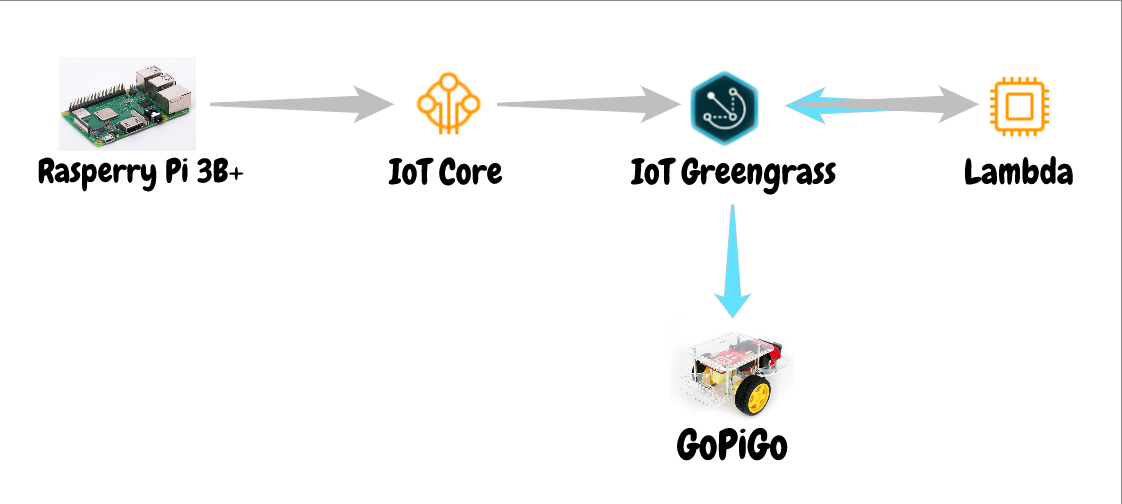 Rasperry Pi 3B+
IoT Core
IoT Greengrass
Lambda
GoPiGo